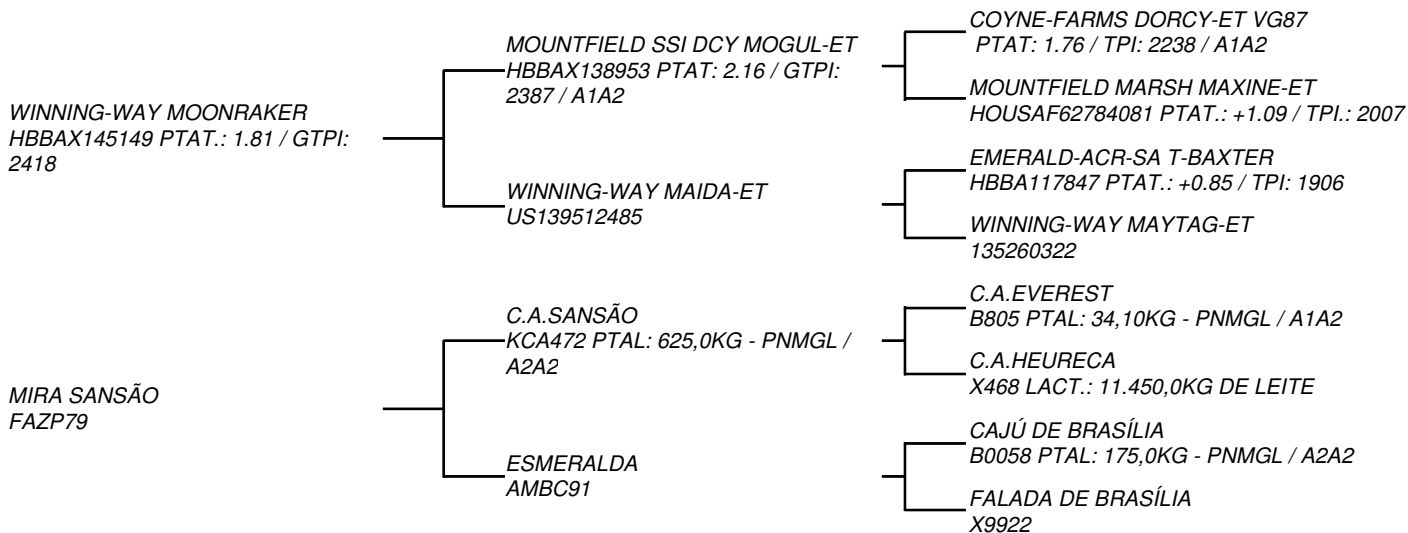 WINNING-WAY MOONRAKER
HBBAX145149 PTAT.: 1.81 / GTPI:
2418
MOUNTFIELD SSI DCY MOGUL-ET
HBBAX138953 PTAT: 2.16 / GTPI:
2387 / A1A2
COYNE-FARMS DORCY-ET VG87
PTAT: 1.76 / TPI: 2238 / A1A2
MOUNTFIELD MARSH MAXINE-ET
HOUSAF62784081 PTAT.: +1.09 / TPI.: 2007
WINNING-WAY MAIDA-ET
US139512485
EMERALD-ACR-SA T-BAXTER
HBBA117847 PTAT.: +0.85 / TPI: 1906
WINNING-WAY MAYTAG-ET
135260322
MIRA SANSÃO
FAZP79
C.A.SANSÃO
KCA472 PTAL: 625,0KG - PNMGL /
A2A2
C.A.EVEREST
B805 PTAL: 34,10KG - PNMGL / A1A2
C.A.HEURECA
X468 LACT.: 11.450,0KG DE LEITE
ESMERALDA
AMBC91
CAJÚ DE BRASÍLIA
B0058 PTAL: 175,0KG - PNMGL / A2A2
FALADA DE BRASÍLIA
X9922